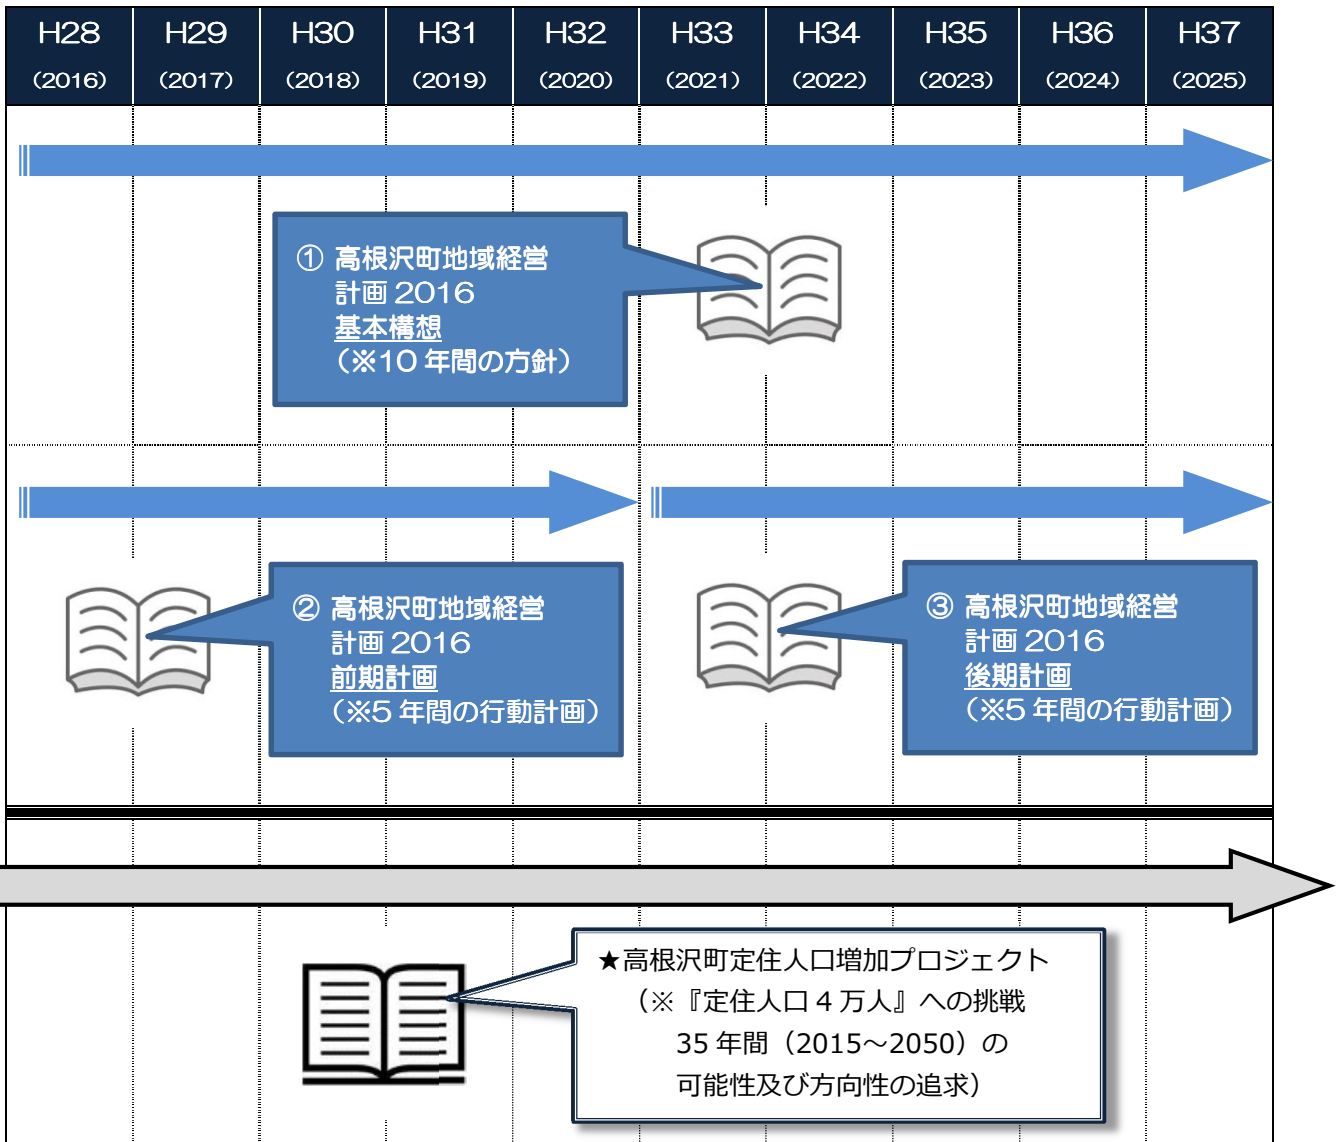 H28 H29 H30 H31 H32 H33 H34 H35 H36 H37
(2016) (2017) (2018) (2019) (2020) (2021) (2022) (2023) (2024) (2025)
① 高根沢町地域経営
計画 2016
基本構想
（※10 年間の方針）
② 高根沢町地域経営
計画 2016
前期計画
（※5 年間の行動計画）
③ 高根沢町地域経営
計画 2016
後期計画
（※5 年間の行動計画）
★高根沢町定住人口増加プロジェクト
（※『定住人口 4 万人』への挑戦
35 年間（2015～2050）の
可能性及び方向性の追求）